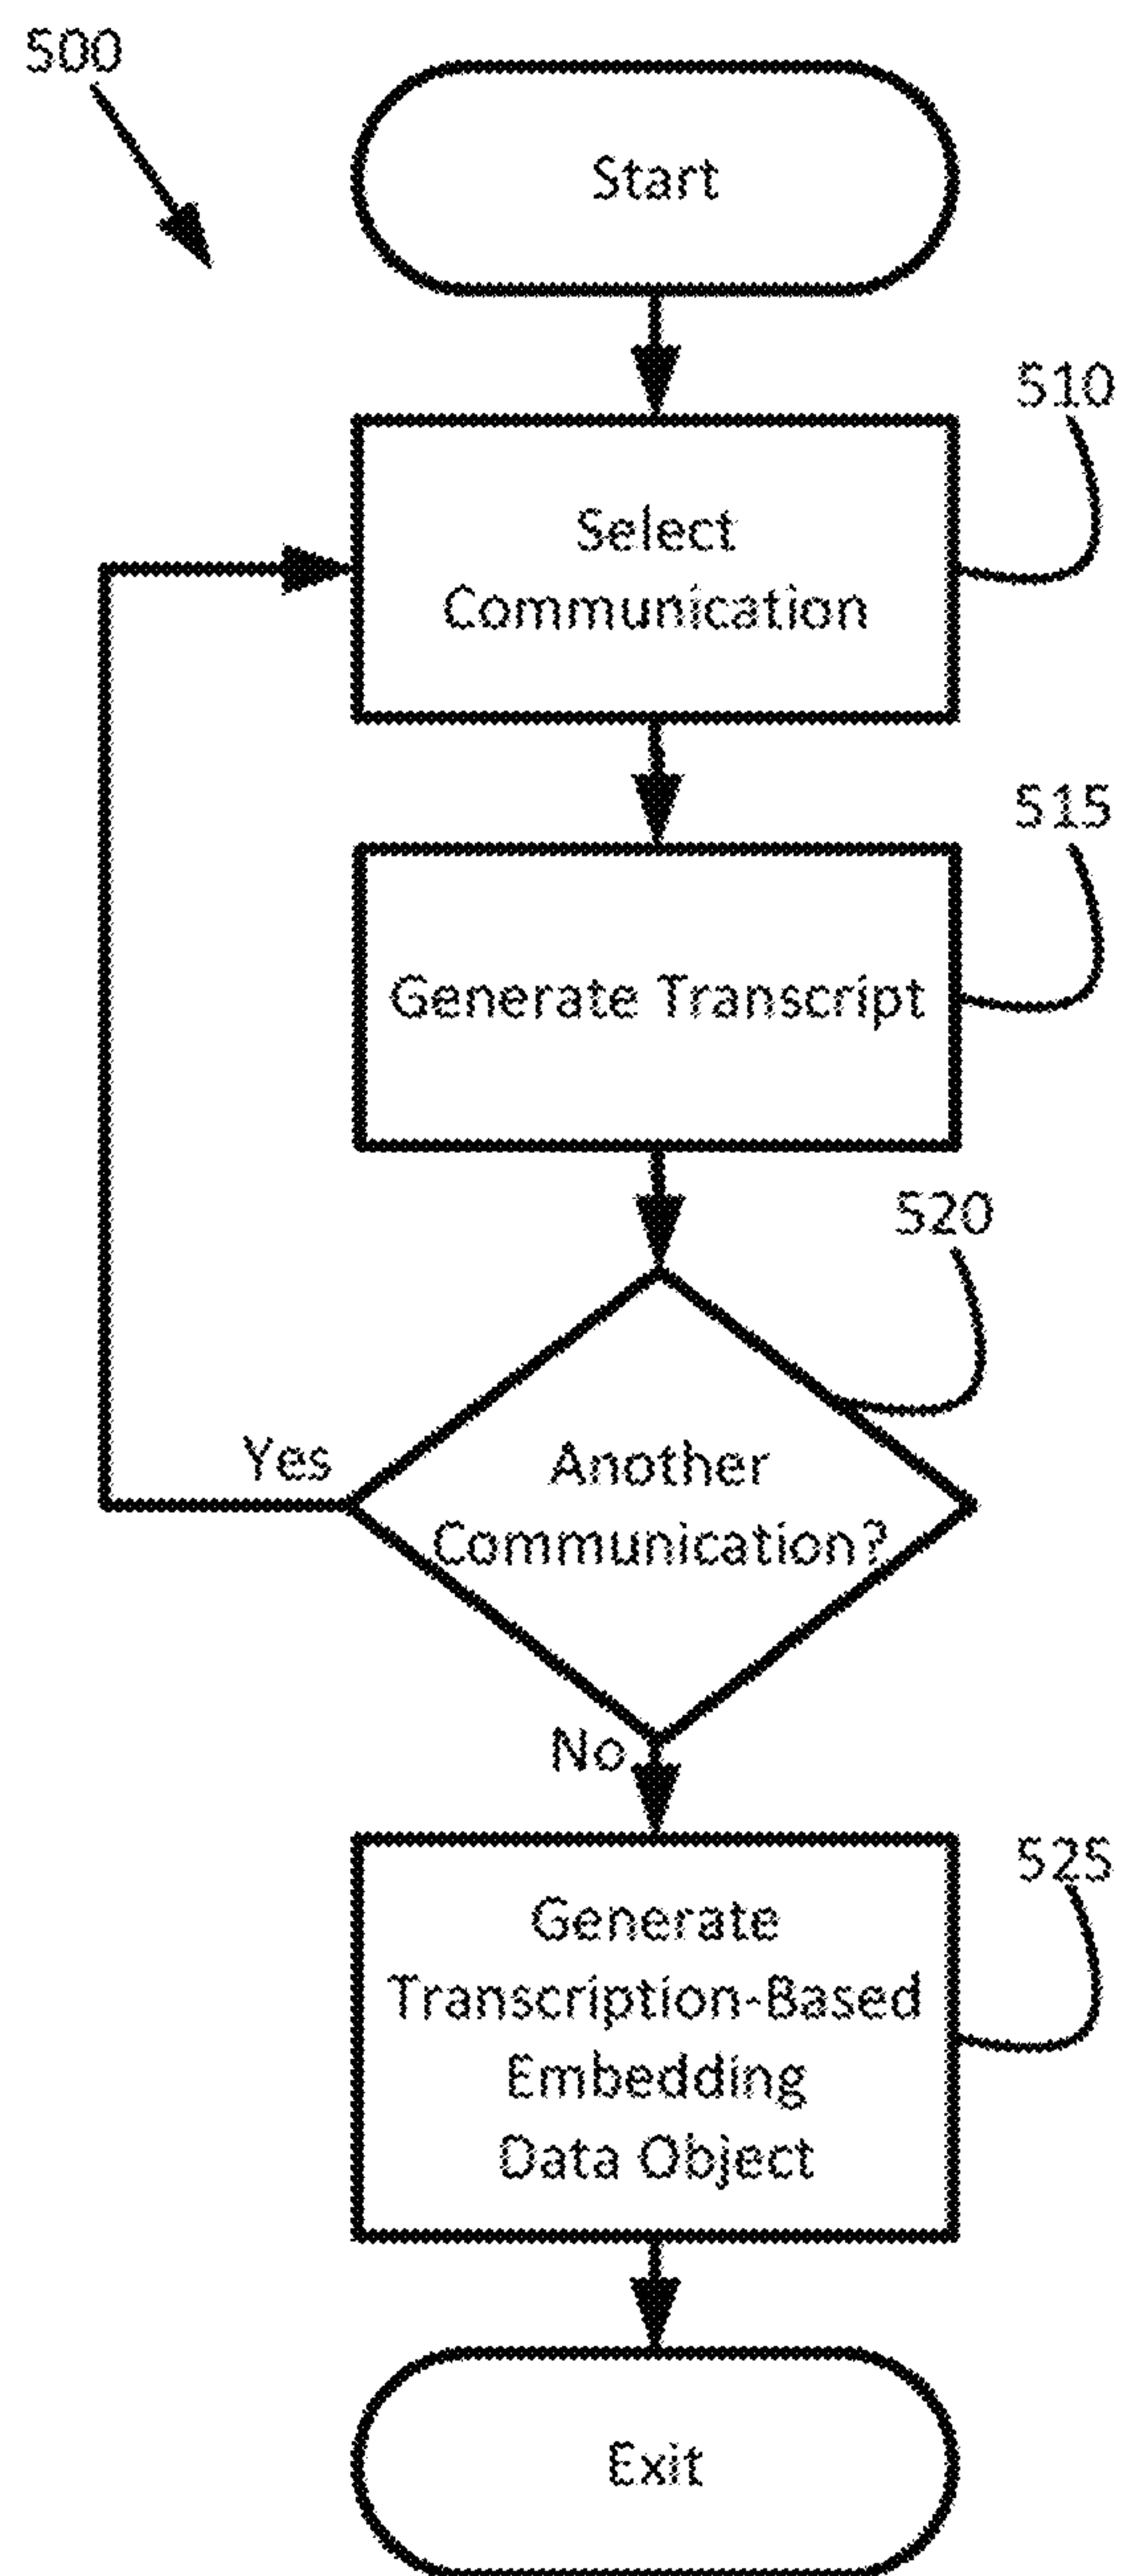 500
Start
510
Select
Communication
515
Generate Transcript
520
Yes
Another
Communication?
No
525
Generate
Transcription-Based
Embedding
Data Object
Exit